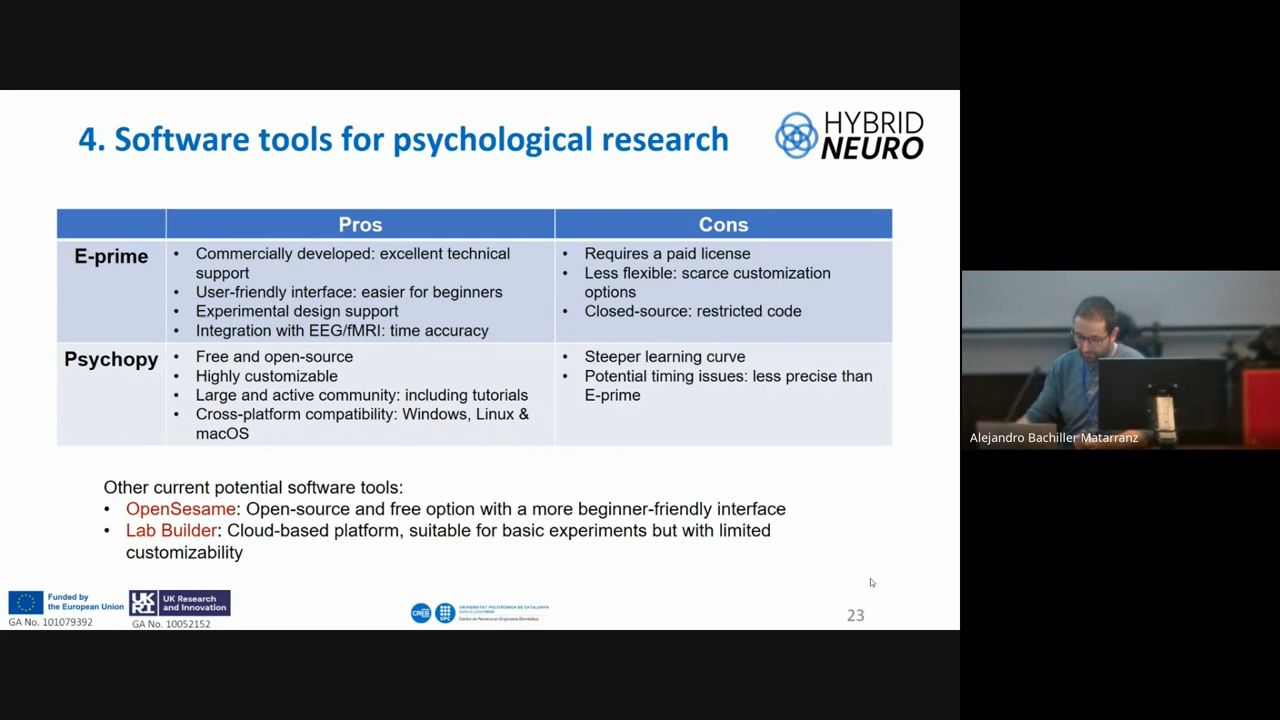 4. Software tools for psychological research
HYBRID
NEURO
Pros
Cons
E-prime
• Commercially developed: excellent technical
support
• User-friendly interface: easier for beginners
• Experimental design support
• Integration with EEG/fMRI: time accuracy
• Requires a paid license
• Less flexible: scarce customization
options
• Closed-source: restricted code
Psychopy
• Free and open-source
• Highly customizable
• Large and active community: including tutorials
• Cross-platform compatibility: Windows, Linux &
macOS
• Steeper learning curve
• Potential timing issues: less precise than
E-prime
Other current potential software tools:
• OpenSesame: Open-source and free option with a more beginner-friendly interface
• Lab Builder: Cloud-based platform, suitable for basic experiments but with limited
customizability
Funded by
the European Union
GA No. 101079392
UKRI
UK Research
and Innovation
GA No. 10052152
CREB
UPC
UNIVERSITAT POLITÈCNICA DE CATALUNYA
BARCELONATECH
Centre de Recerca en Enginyeria Biomèdica
23
Alejandro Bachiller Matarranz